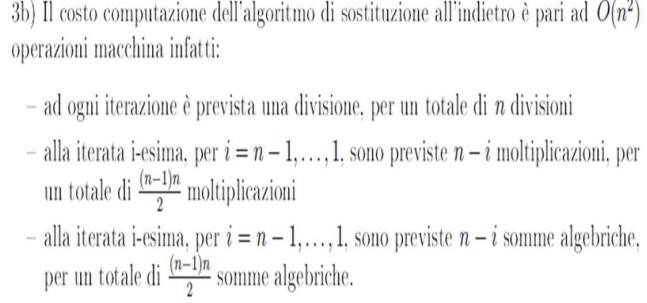 3b) Il costo computazione dell'algoritmo di sostituzione all'indietro è pari ad O(n²)
operazioni macchina infatti:
– ad ogni iterazione è prevista una divisione, per un totale di n divisioni
– alla iterata i-esima, per i = n – 1,…,1, sono previste n – i moltiplicazioni, per
un totale di (n–1)n/2 moltiplicazioni
– alla iterata i-esima, per i = n – 1,…,1, sono previste n – i somme algebriche,
per un totale di (n–1)n/2 somme algebriche.